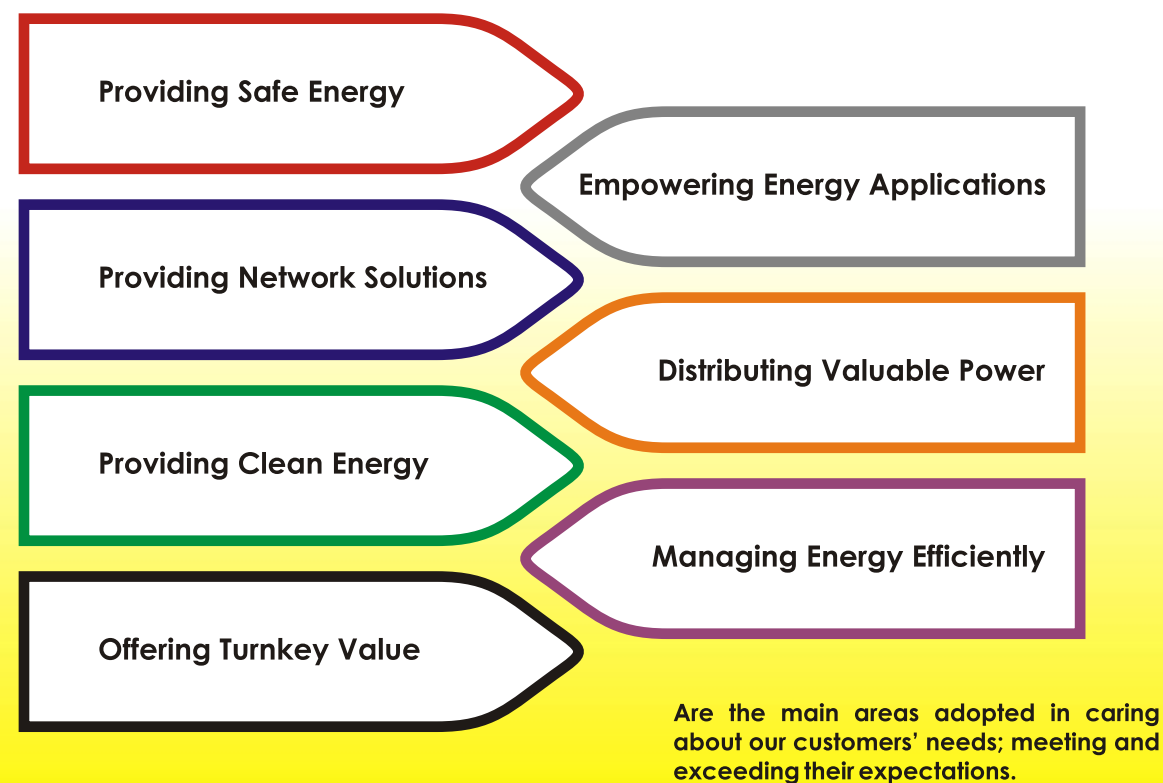 Providing Safe Energy
Empowering Energy Applications
Providing Network Solutions
Distributing Valuable Power
Providing Clean Energy
Managing Energy Efficiently
Offering Turnkey Value
Are the main areas adopted in caring
about our customers’ needs; meeting and
exceeding their expectations.